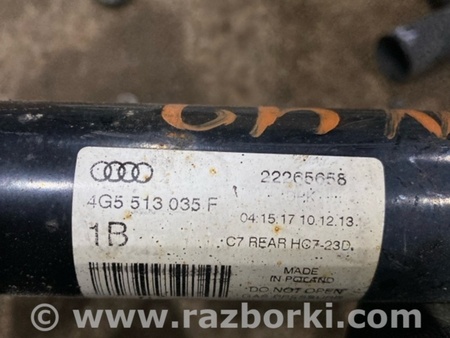 22265658
4G5 513 035 F
04:15:17 10.12.13.
1B
C7 REAR HC7-23D
MADE
IN POLAND
DO NOT OPEN
www.razborki.com